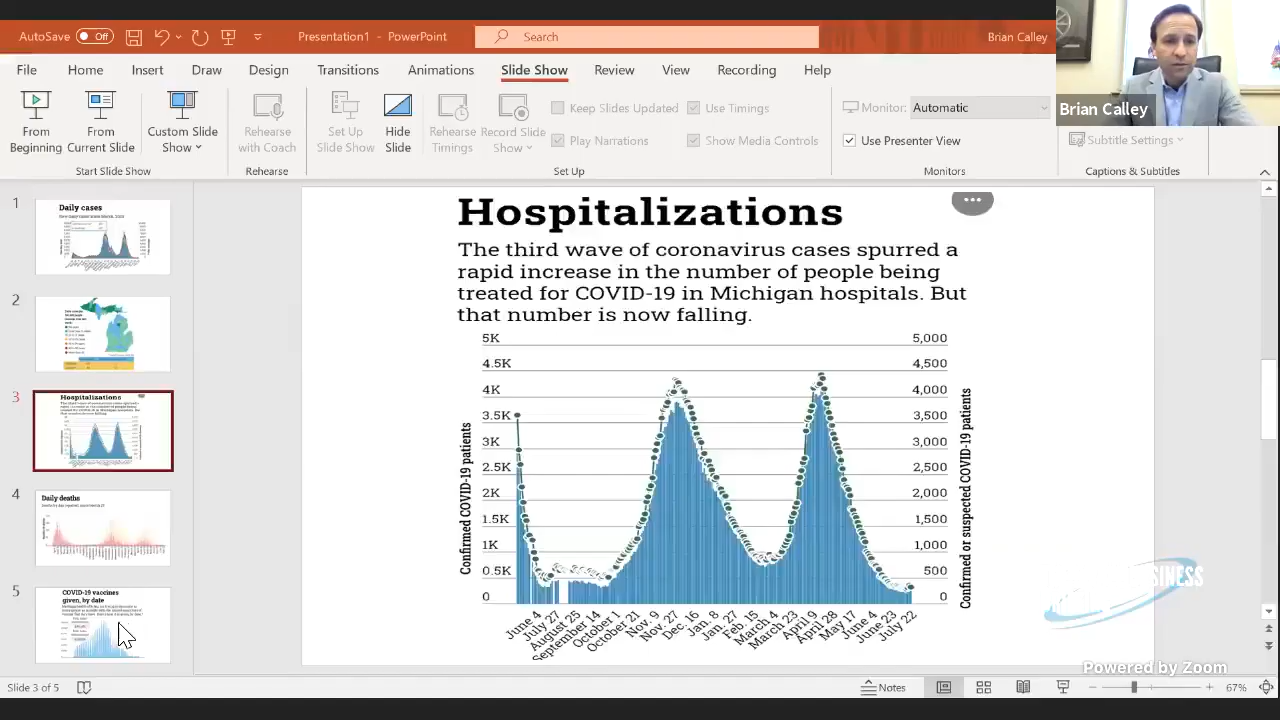 AutoSave Off Presentation1 - PowerPoint Search Brian Calley
File Home Insert Draw Design Transitions Animations Slide Show Review View Recording Help
From Beginning
From Current Slide
Custom Slide Show
Rehearse with Coach
Set Up Slide Show
Hide Slide
Rehearse Timings
Record Slide Show
Keep Slides Updated
Play Narrations
Use Timings
Show Media Controls
Monitor: Automatic
Use Presenter View
Subtitle Settings
Start Slide Show Rehearse Set Up Monitors Captions & Subtitles
Brian Calley
1
Daily cases
2
3
Hospitalizations
4
Daily deaths
5
COVID-19 vaccines
given, by date
Hospitalizations
The third wave of coronavirus cases spurred a
rapid increase in the number of people being
treated for COVID-19 in Michigan hospitals. But
that number is now falling.
5K 5,000
4.5K 4,500
4K 4,000
3.5K 3,500
3K 3,000
2.5K 2,500
2K 2,000
1.5K 1,500
1K 1,000
0.5K 500
0 0
Confirmed COVID-19 patients
Confirmed or suspected COVID-19 patients
July 27
August 25
September 14
October 1
October 21
Nov. 9
Nov. 27
Dec. 16
Jan. 8
Jan. 27
Feb 15
March 4
March 23
April 9
April 28
May 17
June 4
June 23
July 22
Powered by Zoom
Slide 3 of 5 Notes 67%